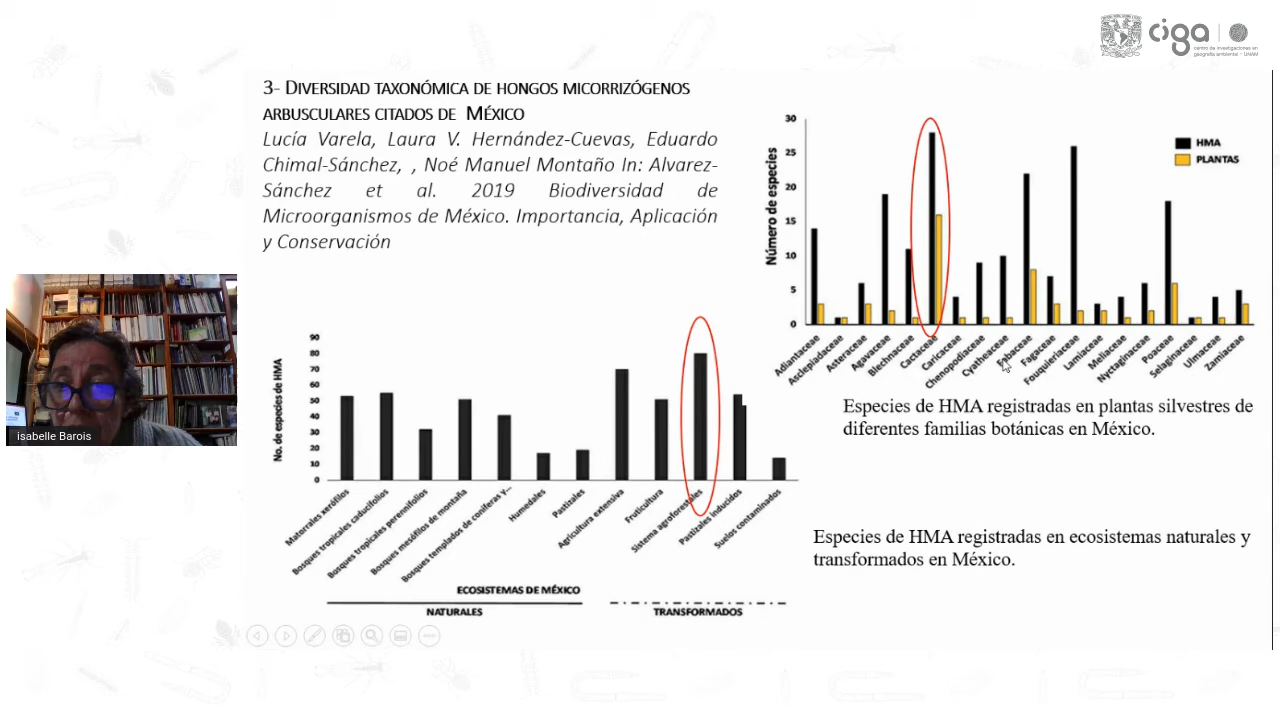 ciga
centro de investigaciones en
geografía ambiental - UNAM
3- DIVERSIDAD TAXONÓMICA DE HONGOS MICORRIZÓGENOS
ARBUSCULARES CITADOS DE MÉXICO
Lucía Varela, Laura V. Hernández-Cuevas, Eduardo
Chimal-Sánchez, , Noé Manuel Montaño In: Alvarez-
Sánchez et al. 2019 Biodiversidad de
Microorganismos de México. Importancia, Aplicación
y Conservación
Número de especies
30
25
20
15
10
5
0
HMA
PLANTAS
Adiantaceae
Asclepiadaceae
Asteraceae
Agavaceae
Blechnaceae
Cactaceae
Caricaceae
Chenopodiaceae
Cyatheaceae
Fabaceae
Fagaceae
Fouquieriaceae
Lamiaceae
Meliaceae
Nyctaginaceae
Poaceae
Selaginaceae
Ulmaceae
Zamiaceae
Especies de HMA registradas en plantas silvestres de
diferentes familias botánicas en México.
No. de especies de HMA
90
80
70
60
50
40
30
20
10
0
Matorrales xerófilos
Bosques tropicales caducifolios
Bosques tropicales perennifolios
Bosques mesófilos de montaña
Bosques templados de coníferas y...
Humedales
Pastizales
Agricultura extensiva
Fruticultura
Sistema agroforestales
Pastizales inducidos
Suelos contaminados
ECOSISTEMAS DE MÉXICO
NATURALES
TRANSFORMADOS
Especies de HMA registradas en ecosistemas naturales y
transformados en México.
isabelle Barois